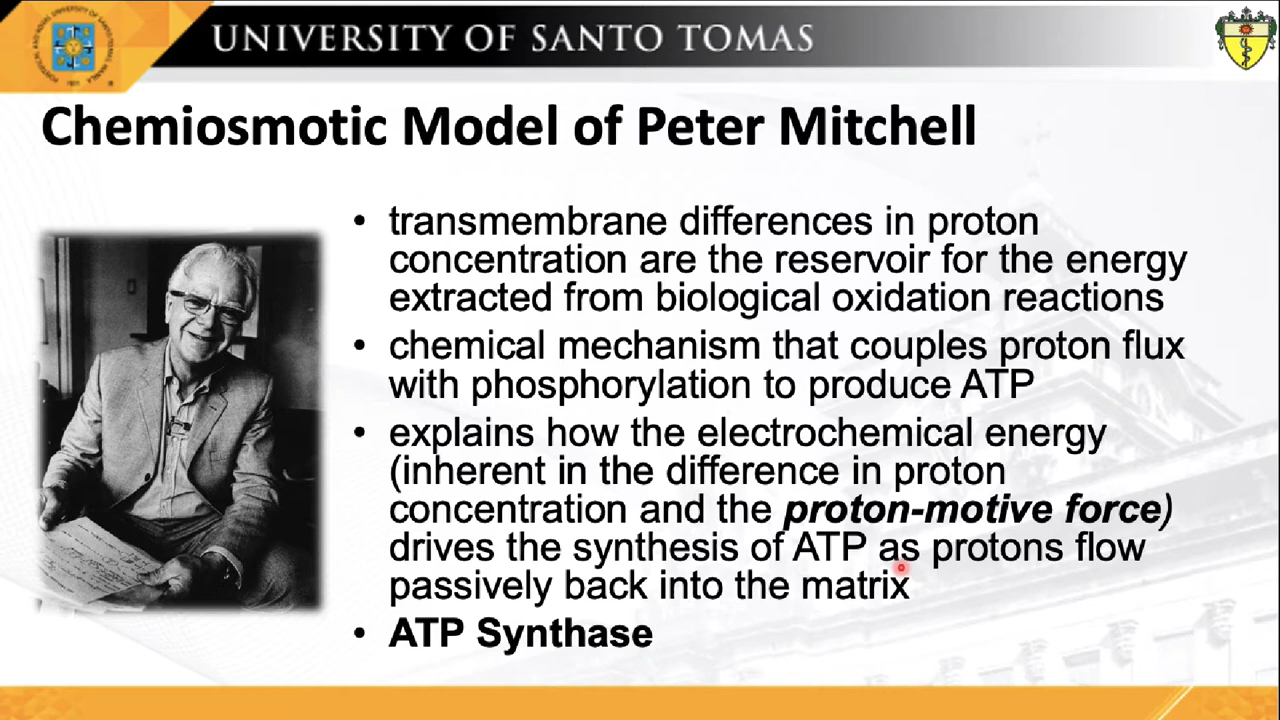 UNIVERSITY OF SANTO TOMAS
Chemiosmotic Model of Peter Mitchell
• transmembrane differences in proton
concentration are the reservoir for the energy
extracted from biological oxidation reactions
• chemical mechanism that couples proton flux
with phosphorylation to produce ATP
• explains how the electrochemical energy
(inherent in the difference in proton
concentration and the proton-motive force)
drives the synthesis of ATP as protons flow
passively back into the matrix
• ATP Synthase